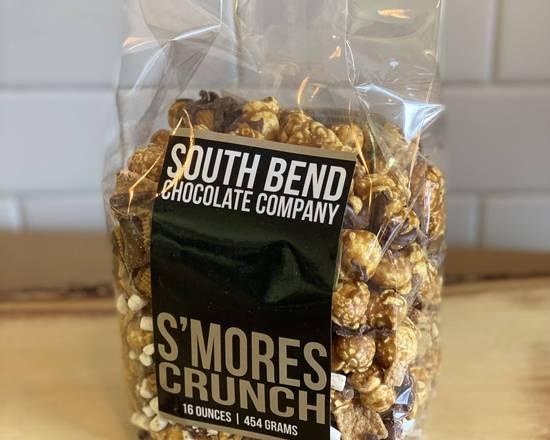 SOUTH BEND
CHOCOLATE COMPANY
S'MORES
CRUNCH
16 OUNCES | 454 GRAMS